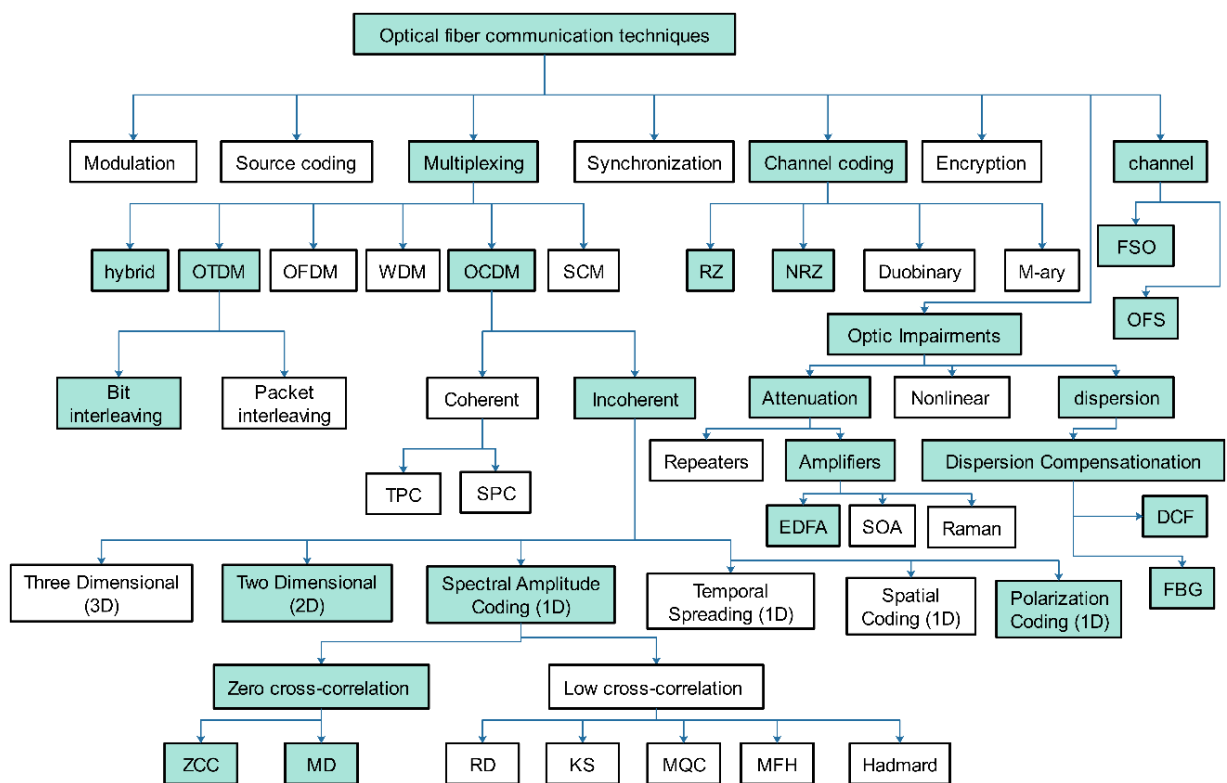 Optical fiber communication techniques
Modulation
Source coding
Multiplexing
Synchronization
Channel coding
Encryption
channel
hybrid
OTDM
OFDM
WDM
OCDM
SCM
RZ
NRZ
Duobinary
M-ary
FSO
OFS
Optic Impairments
Bit
interleaving
Packet
interleaving
Coherent
Incoherent
Attenuation
Nonlinear
dispersion
Repeaters
Amplifiers
Dispersion Compensationation
TPC
SPC
EDFA
SOA
Raman
DCF
FBG
Three Dimensional
(3D)
Two Dimensional
(2D)
Spectral Amplitude
Coding (1D)
Temporal
Spreading (1D)
Spatial
Coding (1D)
Polarization
Coding (1D)
Zero cross-correlation
Low cross-correlation
ZCC
MD
RD
KS
MQC
MFH
Hadmard